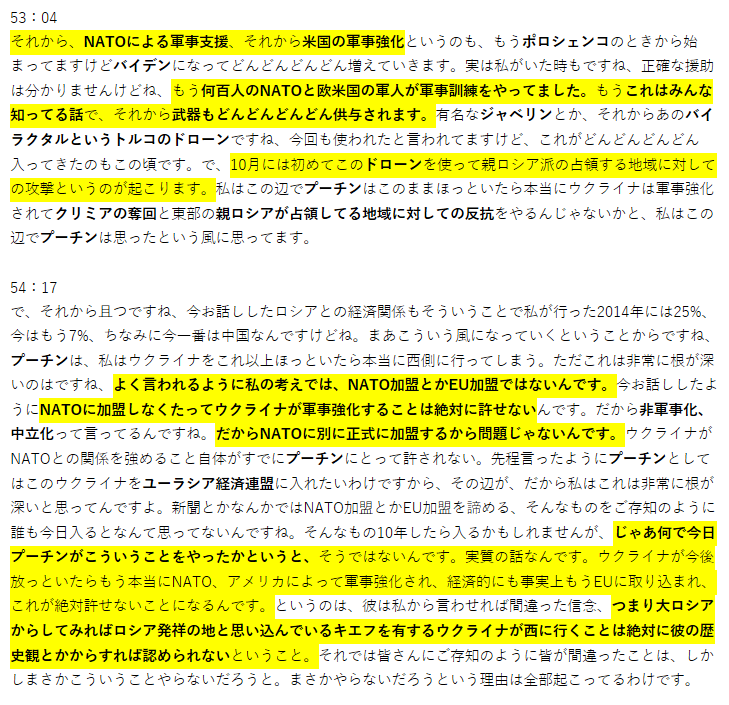 53：04
それから、NATOによる軍事支援、それから米国の軍事強化というのも、もうポロシェンコのときから始
まってますけどバイデンになってどんどんどんどん増えていきます。実は私がいた時もですね、正確な援助
は分かりませんけどね、もう何百人のNATOと欧米国の軍人が軍事訓練をやってました。もうこれはみんな
知ってる話で、それから武器もどんどんどんどん供与されます。有名なジャベリンとか、それからあのバイ
ラクタルというトルコのドローンですね、今回も使われたと言われてますけど、これがどんどんどんどん
入ってきたのもこの頃です。で、10月には初めてこのドローンを使って親ロシア派の占領する地域に対して
の攻撃というのが起こります。私はこの辺でプーチンはこのままほっといたら本当にウクライナは軍事強化
されてクリミアの奪回と東部の親ロシアが占領してる地域に対しての反抗をやるんじゃないかと、私はこの
辺でプーチンは思ったという風に思ってます。
54：17
で、それから且つですね、今お話ししたロシアとの経済関係もそういうことで私が行った2014年には25%、
今はもう7%、ちなみに今一番は中国なんですけどね。まあこういう風になっていくということからですね、
プーチンは、私はウクライナをこれ以上ほっといたら本当に西側に行ってしまう。ただこれは非常に根が深
いのはですね、よく言われるように私の考えでは、NATO加盟とかEU加盟ではないんです。今お話ししたよ
うにNATOに加盟しなくたってウクライナが軍事強化することは絶対に許せないんです。だから非軍事化、
中立化って言ってるんですね。だからNATOに別に正式に加盟するから問題じゃないんです。ウクライナが
NATOとの関係を強めること自体がすでにプーチンにとって許されない。先程言ったようにプーチンとして
はこのウクライナをユーラシア経済連盟に入れたいわけですから、その辺が、だから私はこれは非常に根が
深いと思ってんですよ。新聞とかなんかではNATO加盟とかEU加盟を諦める、そんなものをご存知のように
誰も今日入るとなんて思ってないんですね。そんなもの10年したら入るかもしれませんが、じゃあ何で今日
プーチンがこういうことをやったかというと、そうではないんです。実質の話なんです。ウクライナが今後
放っといたらもう本当にNATO、アメリカによって軍事強化され、経済的にも事実上もうEUに取り込まれ、
これが絶対許せないことになるんです。というのは、彼は私から言わせれば間違った信念、つまり大ロシア
からしてみればロシア発祥の地と思い込んでいるキエフを有するウクライナが西に行くことは絶対に彼の歴
史観とかからすれば認められないということ。それでは皆さんにご存知のように皆が間違ったことは、しか
しまさかこういうことやらないだろうと。まさかやらないだろうという理由は全部起こってるわけです。